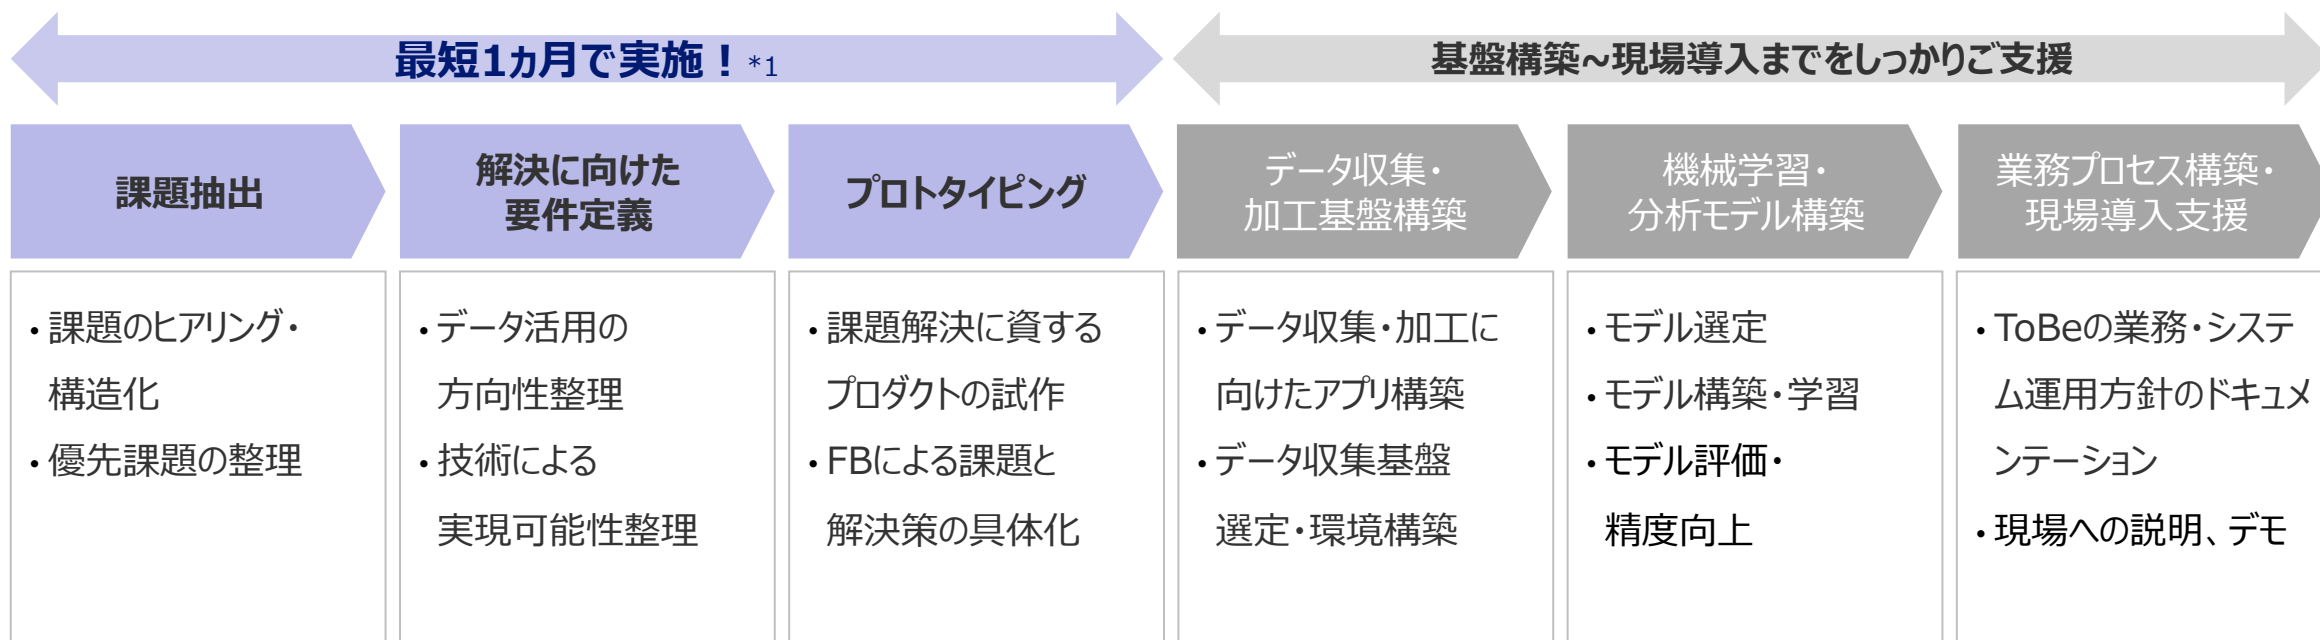 最短1ヵ月で実施！*1
基盤構築~現場導入までをしっかりご支援
課題抽出
解決に向けた
要件定義
プロトタイピング
データ収集・
加工基盤構築
機械学習・
分析モデル構築
業務プロセス構築・
現場導入支援
・課題のヒアリング・
構造化
・優先課題の整理
・データ活用の
方向性整理
・技術による
実現可能性整理
・課題解決に資する
プロダクトの試作
・FBによる課題と
解決策の具体化
・データ収集・加工に
向けたアプリ構築
・データ収集基盤
選定・環境構築
・モデル選定
・モデル構築・学習
・モデル評価・
精度向上
・ToBeの業務・システ
ム運用方針のドキュメ
ンテーション
・現場への説明、デモ